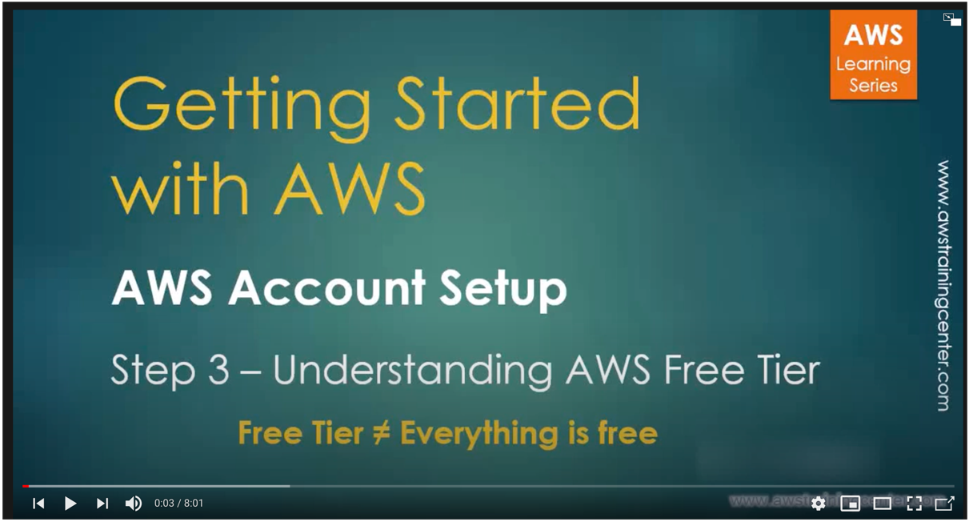 AWS
Learning
Series
Getting Started
with AWS
AWS Account Setup
Step 3 – Understanding AWS Free Tier
Free Tier ≠ Everything is free
www.awstrainingcenter.com
0:03 / 8:01